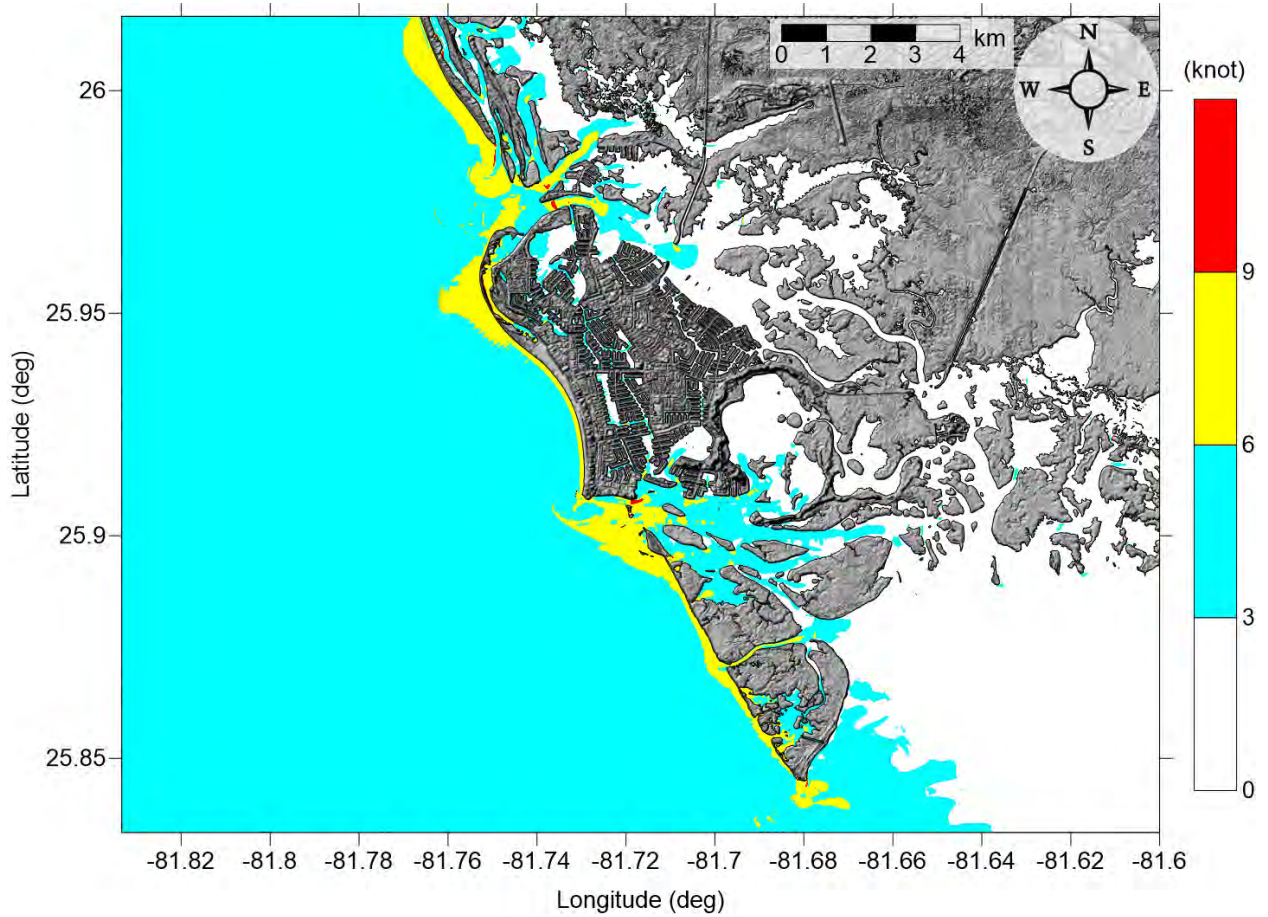 0 1 2 3 4 km
N
W E
S
(knot)
9
6
3
0
26
25.95
25.9
25.85
Latitude (deg)
-81.82 -81.8 -81.78 -81.76 -81.74 -81.72 -81.7 -81.68 -81.66 -81.64 -81.62 -81.6
Longitude (deg)